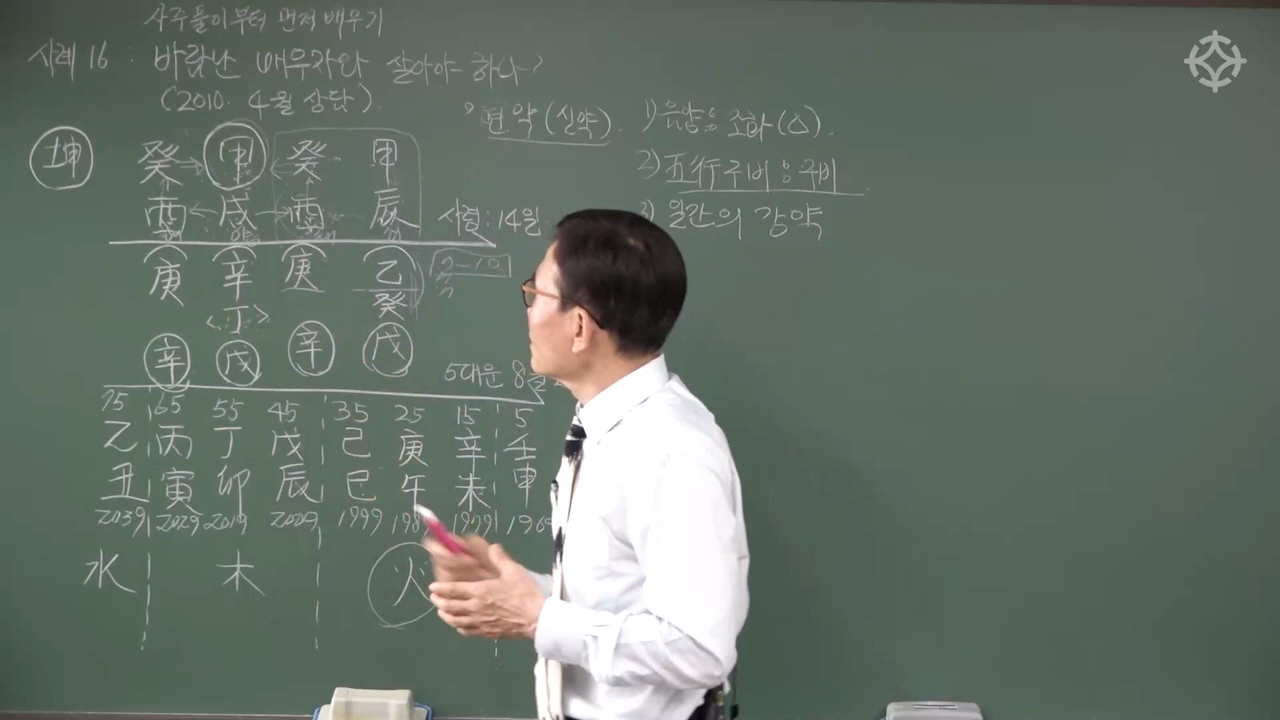 사주풀이부터 먼저 배우기
사례 16 : 바람난 배우자와 살아야 하나?
(2010. 4월 상담)
편약(신약).
1) 음양은 조화(△).
2) 五行구비은 구비
3) 일간의 강약
坤 癸 甲 癸 甲
酉 戌 酉 辰
사령: 14일
庚 辛 庚 乙
丁 癸
辛 戊 辛 戊
5대운 8월
75 65 55 45 35 25 15 5
乙 丙 丁 戊 己 庚 辛 壬
丑 寅 卯 辰 巳 午 未 申
2039 2029 2019 2009 1999 1979
水 木 火